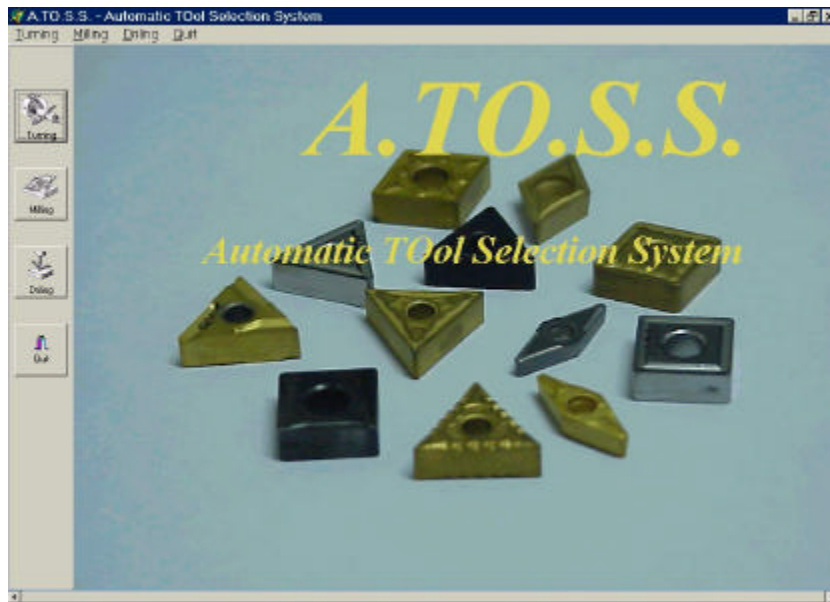 A.TO.S.S. - Automatic TOol Selection System
Turning Milling Drilling Quit
A.TO.S.S.
Turning
Milling
Automatic TOol Selection System
Drilling
Quit